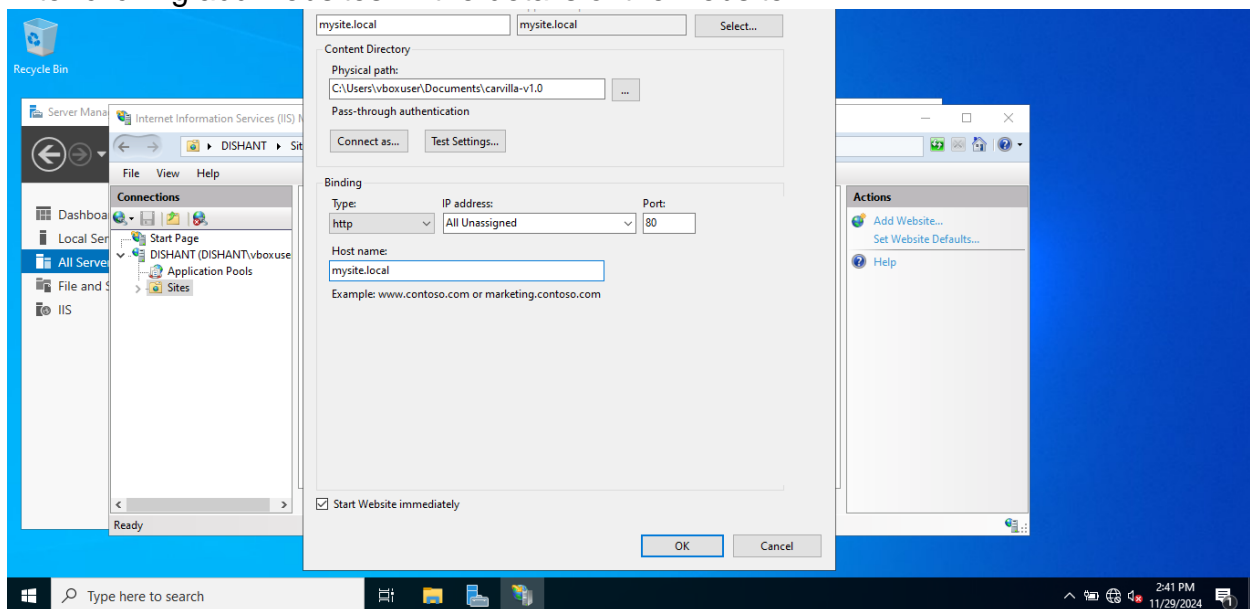 mysite.local
mysite.local
Select...
Content Directory
Recycle Bin
Physical path:
C:\Users\vboxuser\Documents\carvilla-v1.0
...
Pass-through authentication
Server Mana
Internet Information Services (IIS)
Connect as...
Test Settings...
DISHANT
File View Help
Binding
Connections
Type:
IP address:
Port:
Actions
http
All Unassigned
80
Dashboa
Add Website...
Local Ser
Start Page
Set Website Defaults...
DISHANT (DISHANT\vboxuse
Host name:
All Server
Help
Application Pools
mysite.local
File and S
Sites
Example: www.contoso.com or marketing.contoso.com
IIS
Start Website immediately
Ready
OK
Cancel
Type here to search
2:41 PM
11/29/2024
1